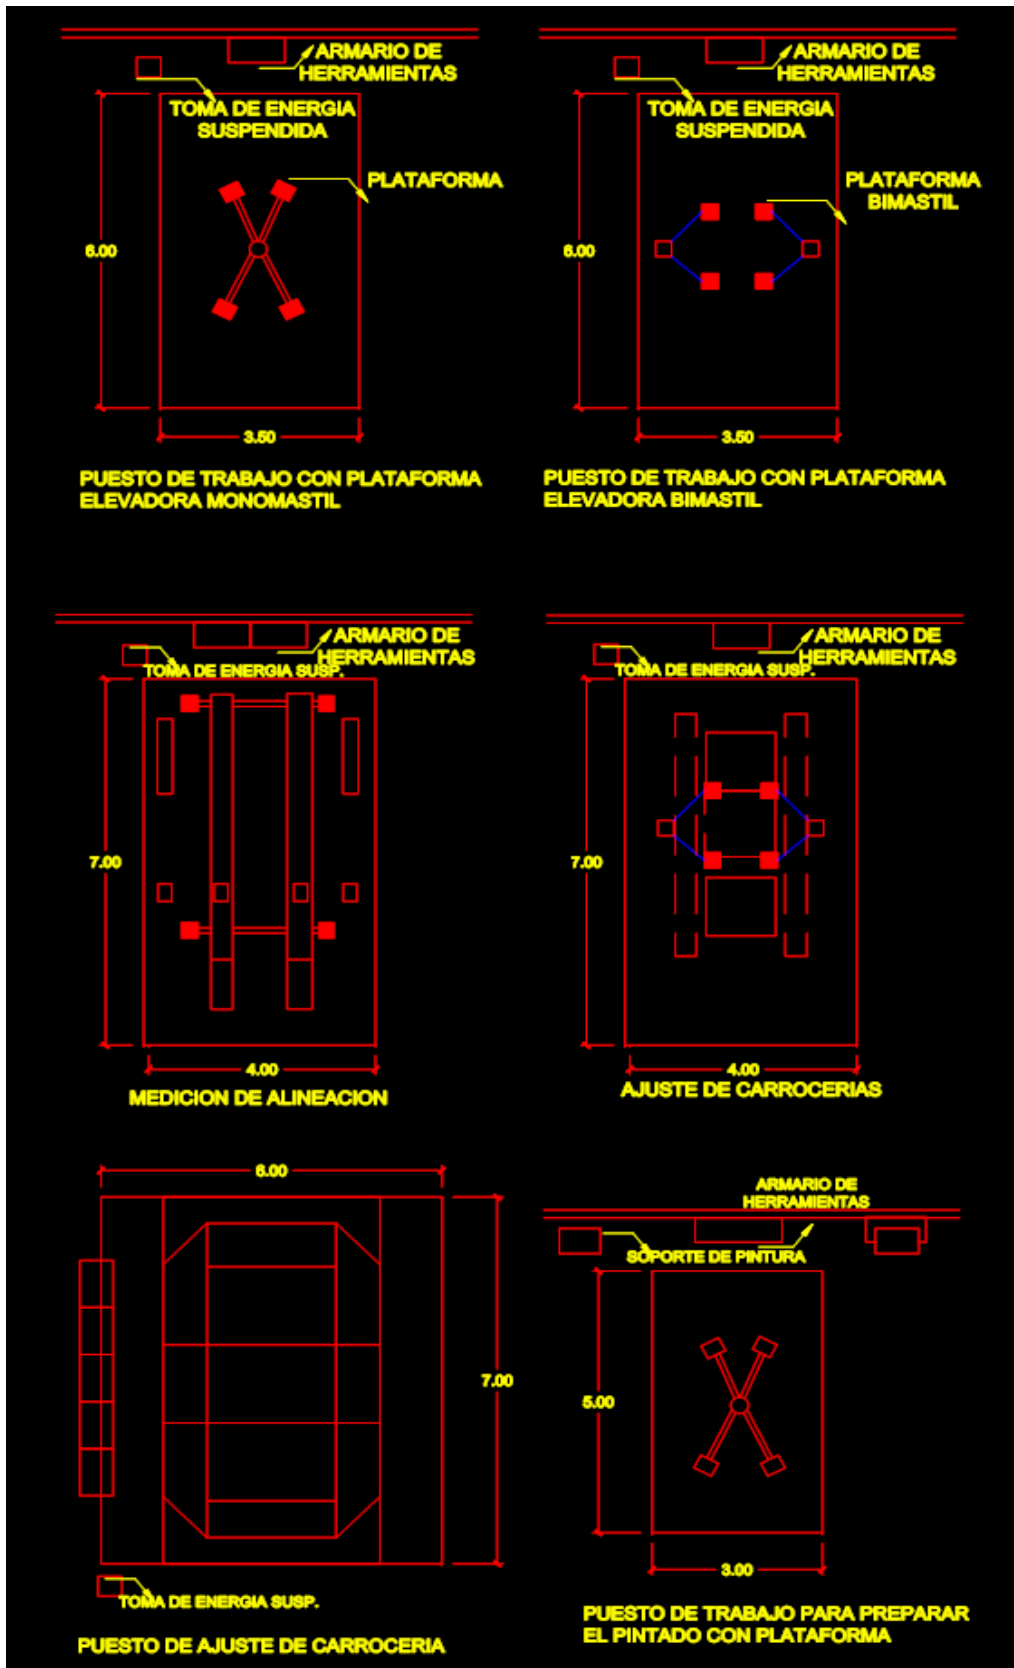 ARMARIO DE
HERRAMIENTAS
TOMA DE ENERGIA
SUSPENDIDA
PLATAFORMA
6.00
3.50
PUESTO DE TRABAJO CON PLATAFORMA
ELEVADORA MONOMASTIL
ARMARIO DE
HERRAMIENTAS
TOMA DE ENERGIA
SUSPENDIDA
PLATAFORMA
BIMASTIL
6.00
3.50
PUESTO DE TRABAJO CON PLATAFORMA
ELEVADORA BIMASTIL
ARMARIO DE
HERRAMIENTAS
TOMA DE ENERGIA SUSP.
7.00
4.00
MEDICION DE ALINEACION
ARMARIO DE
HERRAMIENTAS
TOMA DE ENERGIA SUSP.
7.00
4.00
AJUSTE DE CARROCERIAS
6.00
7.00
TOMA DE ENERGIA SUSP.
PUESTO DE AJUSTE DE CARROCERIA
ARMARIO DE
HERRAMIENTAS
SOPORTE DE PINTURA
5.00
3.00
PUESTO DE TRABAJO PARA PREPARAR
EL PINTADO CON PLATAFORMA